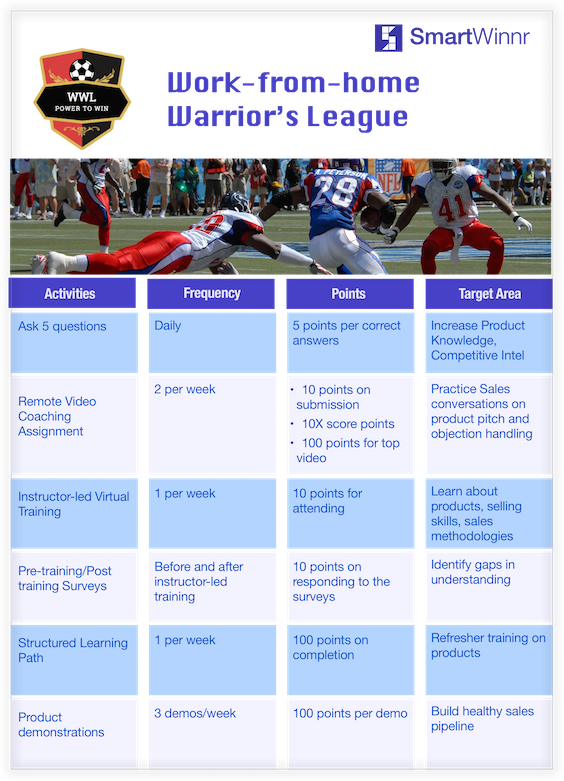 SmartWinnr
WWL
POWER TO WIN
Work-from-home
Warrior's League
A. PETERSON
28
NFL
41
Activities
Frequency
Points
Target Area
Ask 5 questions
Daily
5 points per correct
answers
Increase Product
Knowledge,
Competitive Intel
Remote Video
Coaching
Assignment
2 per week
• 10 points on
submission
• 10X score points
• 100 points for top
video
Practice Sales
conversations on
product pitch and
objection handling
Instructor-led Virtual
Training
1 per week
10 points for
attending
Learn about
products, selling
skills, sales
methodologies
Pre-training/Post
training Surveys
Before and after
instructor-led
training
10 points on
responding to the
surveys
Identify gaps in
understanding
Structured Learning
Path
1 per week
100 points on
completion
Refresher training on
products
Product
demonstrations
3 demos/week
100 points per demo
Build healthy sales
pipeline